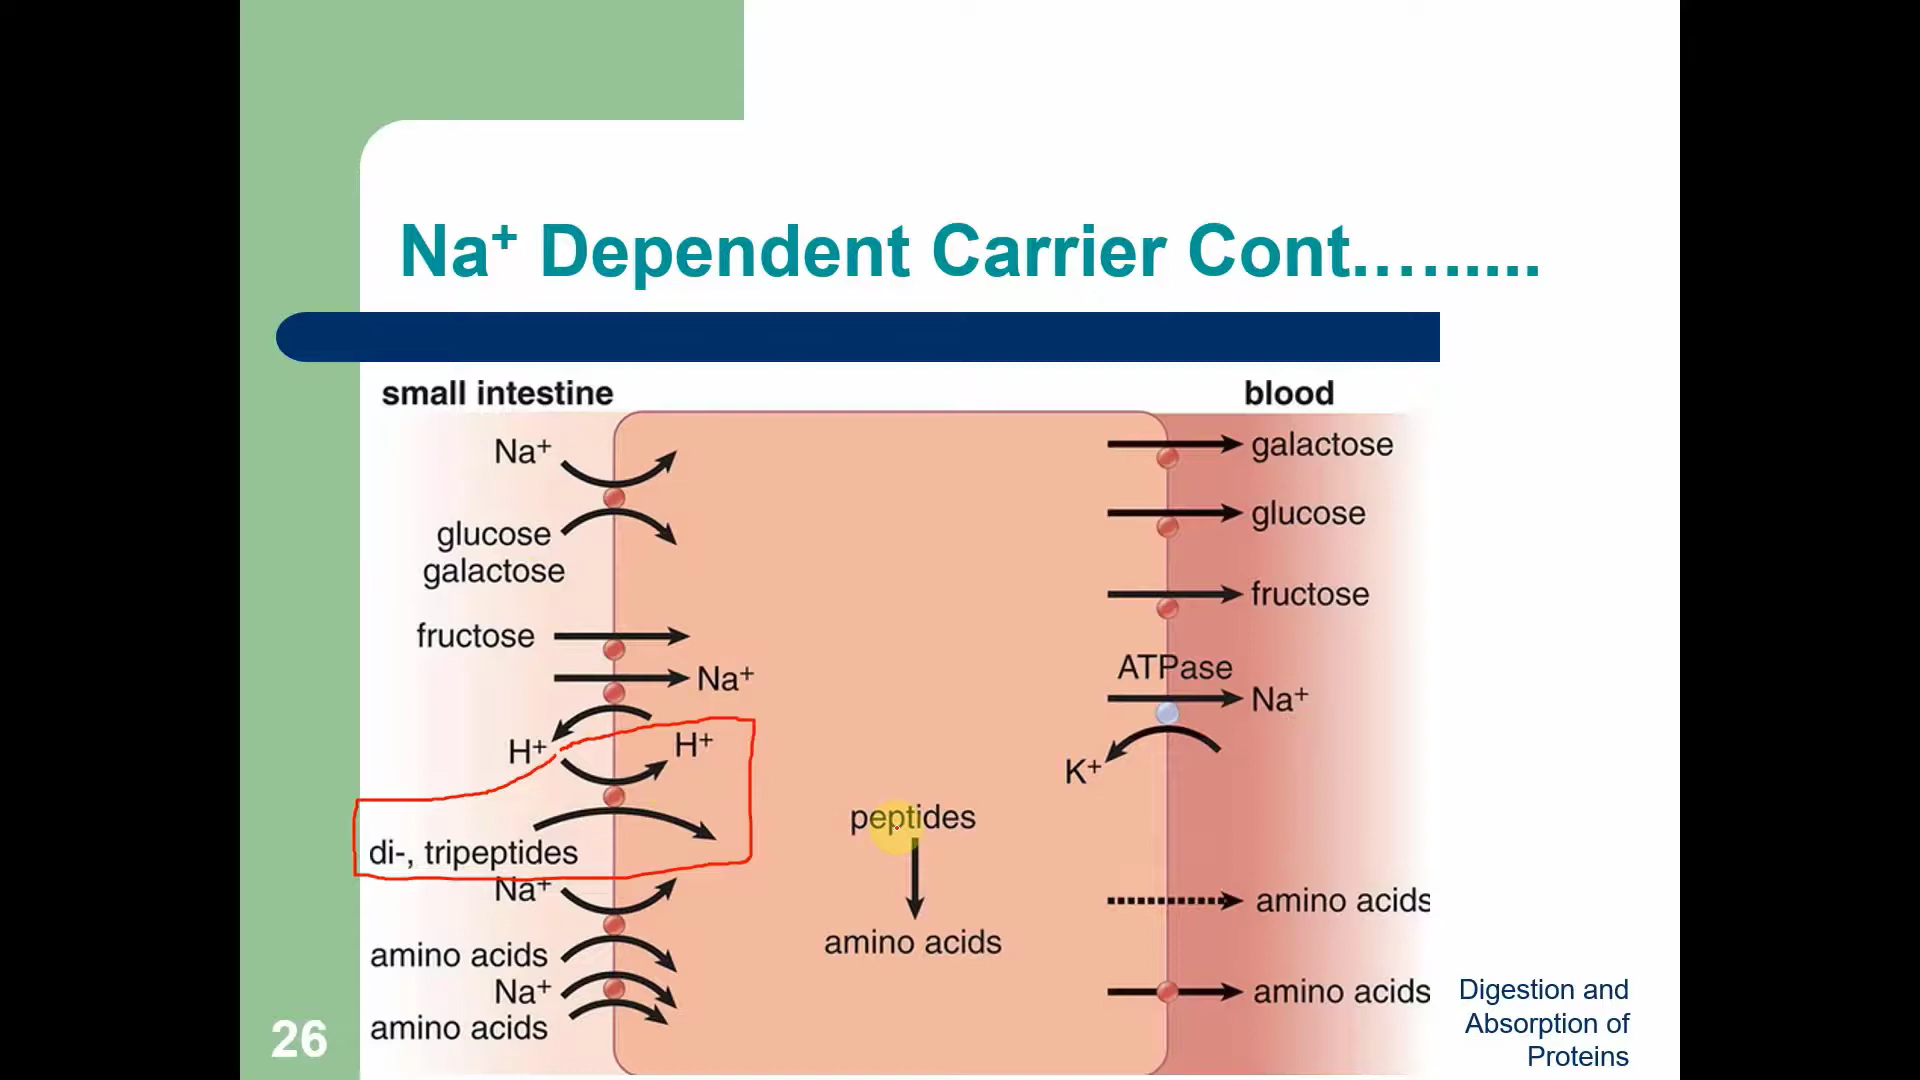 Na⁺ Dependent Carrier Cont……....
small intestine
blood
Na⁺
glucose
galactose
fructose
Na⁺
H⁺
H⁺
di-, tripeptides
Na⁺
amino acids
Na⁺
amino acids
peptides
amino acids
galactose
glucose
fructose
ATPase
Na⁺
K⁺
amino acids
amino acids
Digestion and
Absorption of
Proteins
26